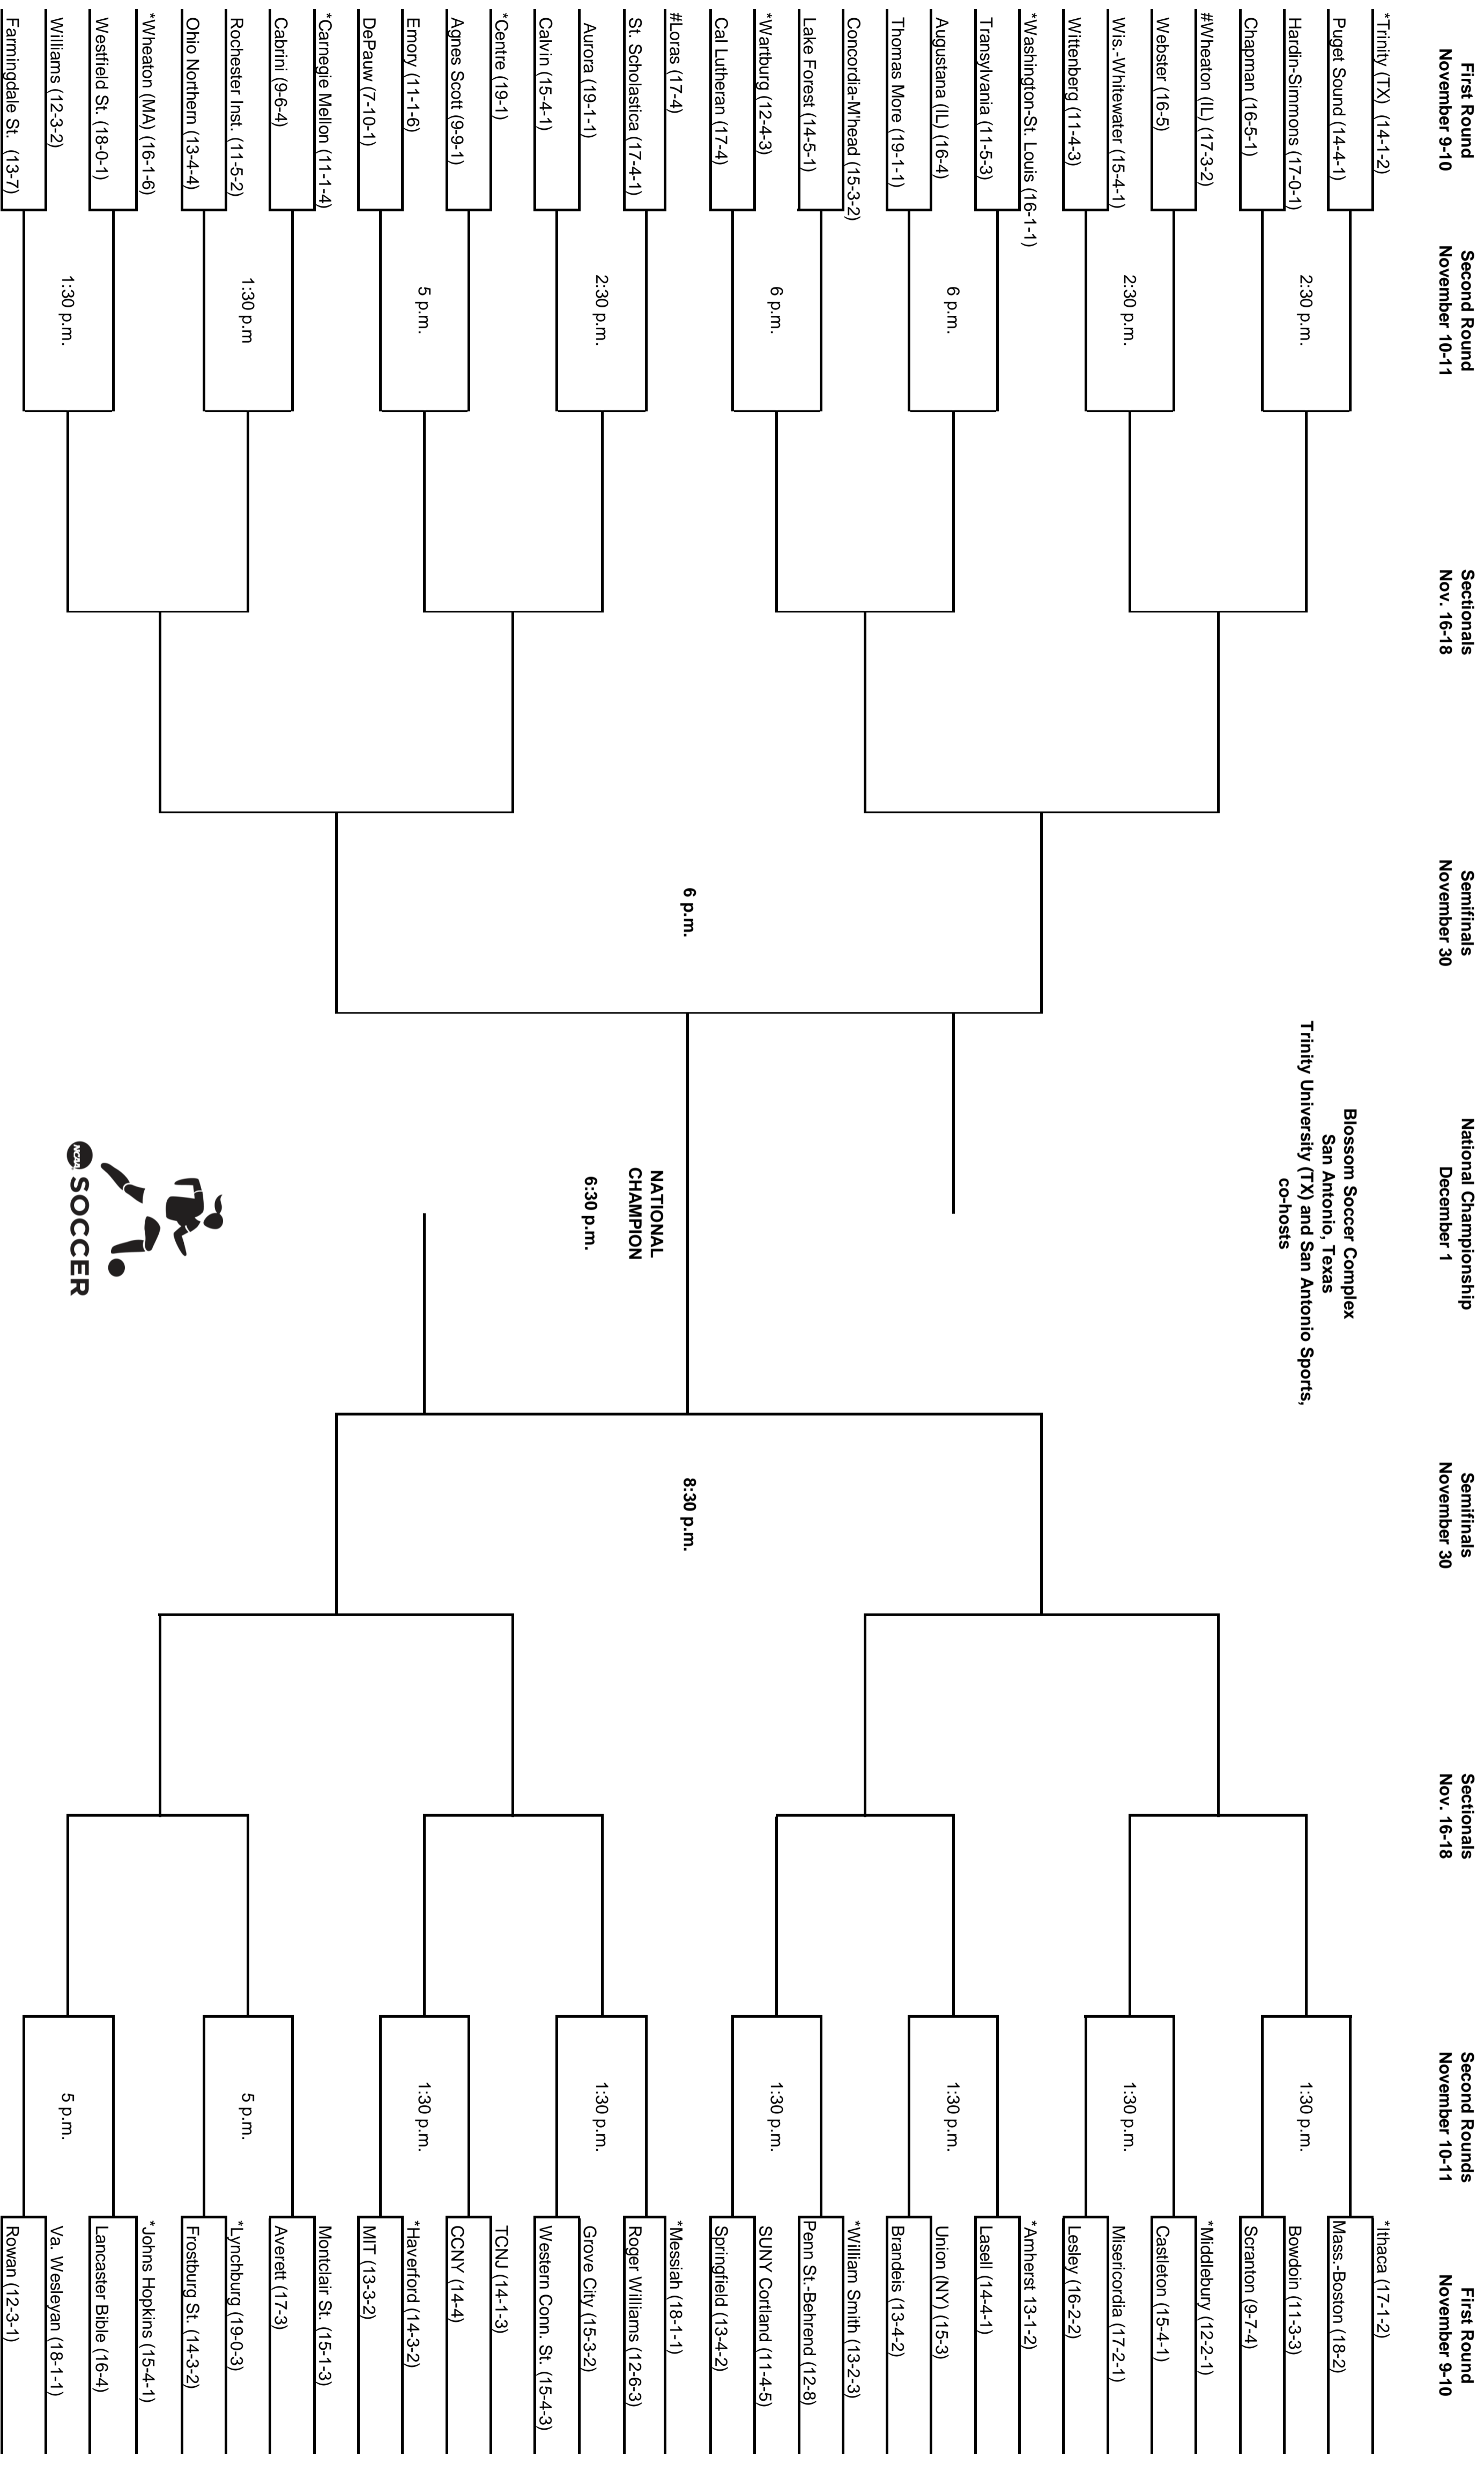 First Round
November 9-10
Second Round
November 10-11
Sectionals
Nov. 16-18
Semifinals
November 30
National Championship
December 1
Semifinals
November 30
Sectionals
Nov. 16-18
Second Rounds
November 10-11
First Round
November 9-10
*Trinity (TX) (14-1-2)
Puget Sound (14-4-1)
Hardin-Simmons (17-0-1)
Chapman (16-5-1)
#Wheaton (IL) (17-3-2)
Webster (16-5)
Wis.-Whitewater (15-4-1)
Wittenberg (11-4-3)
*Washington-St. Louis (16-1-1)
Transylvania (11-5-3)
Augustana (IL) (16-4)
Thomas More (19-1-1)
Concordia-M'head (15-3-2)
Lake Forest (14-5-1)
*Wartburg (12-4-3)
Cal Lutheran (17-4)
#Loras (17-4)
St. Scholastica (17-4-1)
Aurora (19-1-1)
Calvin (15-4-1)
*Centre (19-1)
Agnes Scott (9-9-1)
Emory (11-1-6)
DePauw (7-10-1)
*Carnegie Mellon (11-1-4)
Cabrini (9-6-4)
Rochester Inst. (11-5-2)
Ohio Northern (13-4-4)
*Wheaton (MA) (16-1-6)
Westfield St. (18-0-1)
Williams (12-3-2)
Farmingdale St. (13-7)
2:30 p.m.
2:30 p.m.
6 p.m.
6 p.m.
2:30 p.m.
5 p.m.
1:30 p.m
1:30 p.m.
6 p.m.
Blossom Soccer Complex
San Antonio, Texas
Trinity University (TX) and San Antonio Sports,
co-hosts
NATIONAL
CHAMPION
6:30 p.m.
NCAA SOCCER
8:30 p.m.
1:30 p.m.
1:30 p.m.
1:30 p.m.
1:30 p.m.
1:30 p.m.
1:30 p.m.
5 p.m.
5 p.m.
*Ithaca (17-1-2)
Mass.-Boston (18-2)
Bowdoin (11-3-3)
Scranton (9-7-4)
*Middlebury (12-2-1)
Castleton (15-4-1)
Misericordia (17-2-1)
Lesley (16-2-2)
*Amherst 13-1-2)
Lasell (14-4-1)
Union (NY) (15-3)
Brandeis (13-4-2)
*William Smith (13-2-3)
Penn St.-Behrend (12-8)
SUNY Cortland (11-4-5)
Springfield (13-4-2)
*Messiah (18-1-1)
Roger Williams (12-6-3)
Grove City (15-3-2)
Western Conn. St. (15-4-3)
TCNJ (14-1-3)
CCNY (14-4)
*Haverford (14-3-2)
MIT (13-3-2)
Montclair St. (15-1-3)
Averett (17-3)
*Lynchburg (19-0-3)
Frostburg St. (14-3-2)
*Johns Hopkins (15-4-1)
Lancaster Bible (16-4)
Va. Wesleyan (18-1-1)
Rowan (12-3-1)